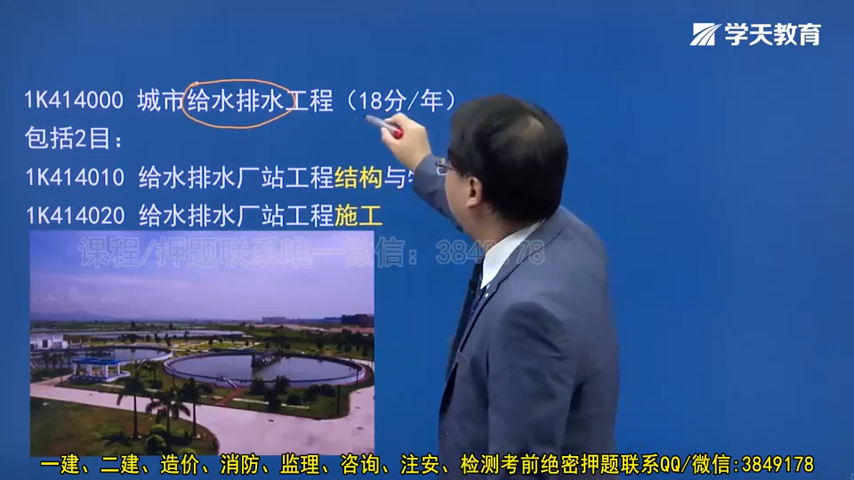 学天教育
1K414000 城市给水排水工程（18分/年）
包括2目：
1K414010 给水排水厂站工程结构与
1K414020 给水排水厂站工程施工
课程/押题联系唯一微信：3849178
一建、二建、造价、消防、监理、咨询、注安、检测考前绝密押题联系QQ/微信:3849178